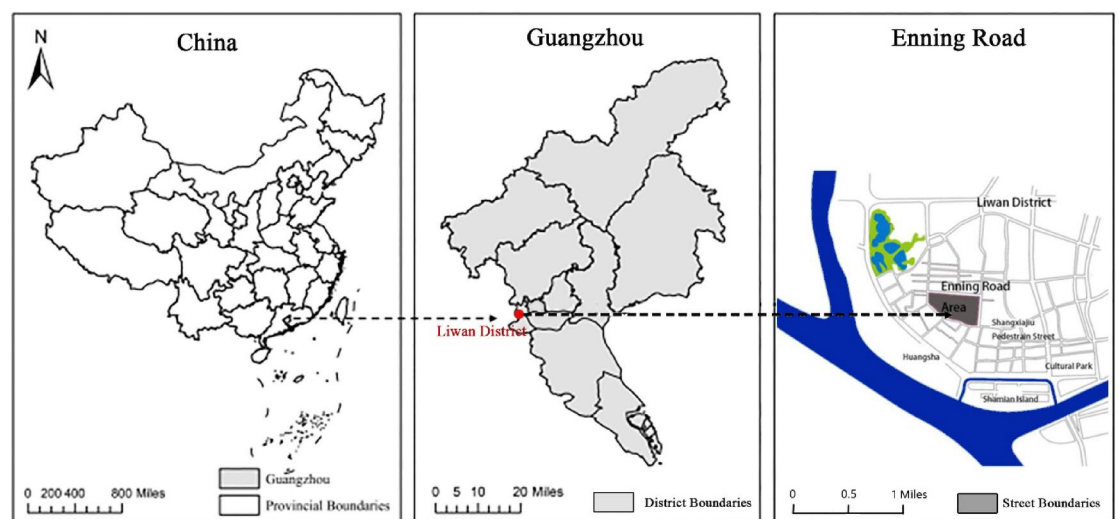 China
N
Guangzhou
Provincial Boundaries
0 200 400 800 Miles
Guangzhou
Liwan District
0 5 10 20 Miles
District Boundaries
Enning Road
Liwan District
Enning Road
Area
Shangxiajiu
Pedestrain Street
Huangsha
Cultural Park
Shamian Island
0 0.5 1 Miles
Street Boundaries